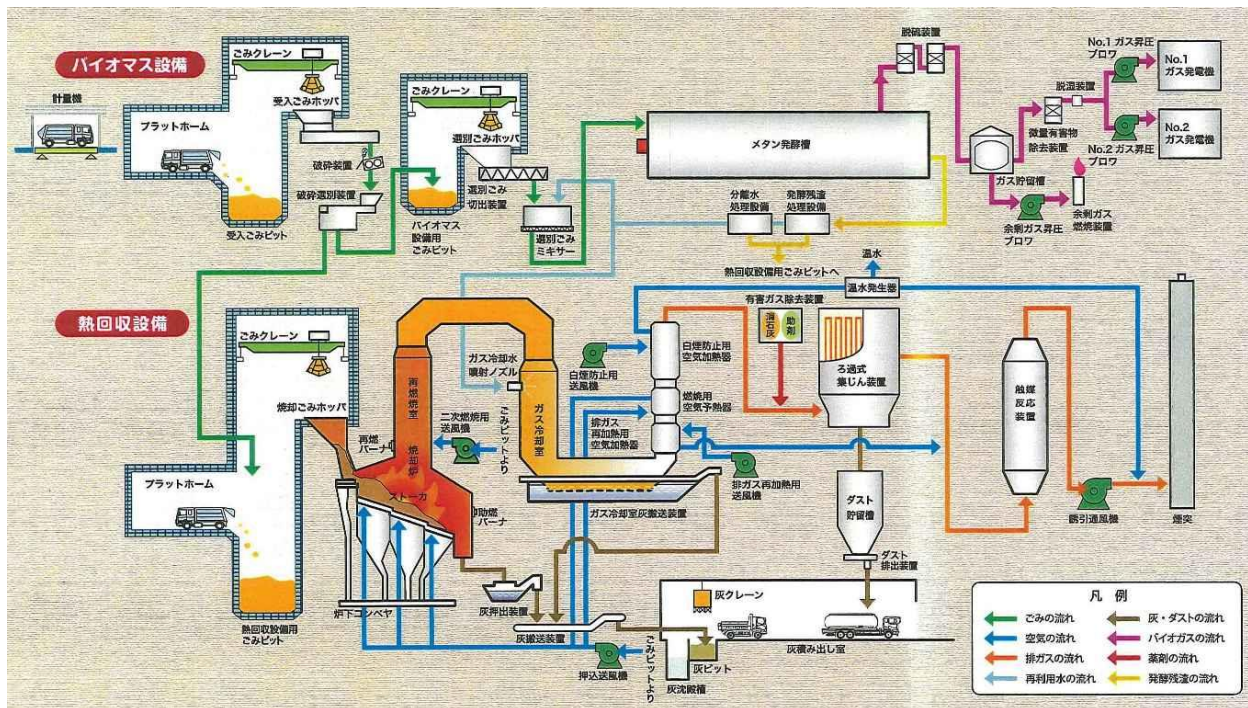 バイオマス設備
計量機
プラットホーム
ごみクレーン
受入ごみホッパ
破砕装置
破砕選別装置
受入ごみピット
ごみクレーン
選別ごみホッパ
選別ごみ
切出装置
バイオマス
設備用
ごみピット
選別ごみ
ミキサー
メタン発酵槽
脱硫装置
分離水
処理設備
発酵残渣
処理設備
熱回収設備用ごみピットへ
ガス貯留槽
微量有害物
除去装置
脱湿装置
No.1 ガス昇圧
ブロワ
No.1
ガス発電機
No.2
ガス発電機
No.2 ガス昇圧
ブロワ
余剰ガス昇圧
ブロワ
余剰ガス
燃焼装置
熱回収設備
ごみクレーン
焼却ごみホッパ
プラットホーム
熱回収設備用
ごみピット
再燃焼室
焼却炉
再燃
バーナ
ストーカ
助燃
バーナ
二次燃焼用
送風機
ごみピットより
ガス冷却水
噴射ノズル
ガス冷却室
白煙防止用
送風機
白煙防止用
空気加熱器
燃焼用
空気予熱器
排ガス
再加熱用
空気加熱器
排ガス再加熱用
送風機
ガス冷却室灰搬送装置
有害ガス除去装置
消石灰
助剤
ろ過式
集じん装置
温水
温水発生器
触媒
反応
装置
誘引通風機
煙突
ダスト
貯留槽
ダスト
排出装置
炉下コンベヤ
灰押出装置
灰搬送装置
押込送風機
ごみピットより
灰クレーン
灰ピット
灰沈殿槽
灰積み出し室
凡例
ごみの流れ
空気の流れ
排ガスの流れ
再利用水の流れ
灰・ダストの流れ
バイオガスの流れ
薬剤の流れ
発酵残渣の流れ